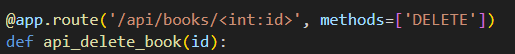 @app.route('/api/books/<int:id>', methods=['DELETE'])
def api_delete_book(id):